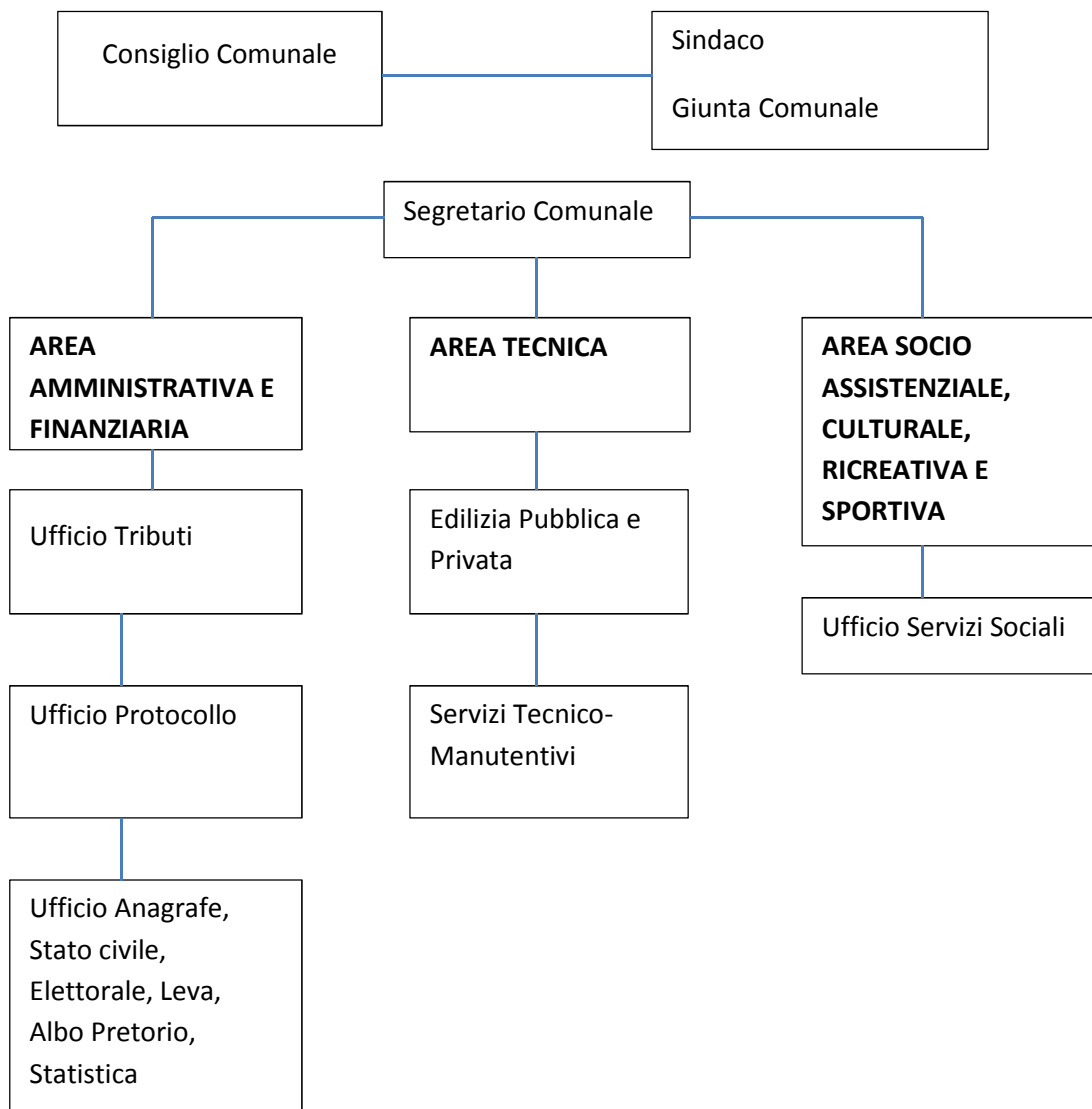 Consiglio Comunale
Sindaco
Giunta Comunale
Segretario Comunale
AREA
AMMINISTRATIVA E
FINANZIARIA
AREA TECNICA
AREA SOCIO
ASSISTENZIALE,
CULTURALE,
RICREATIVA E
SPORTIVA
Ufficio Tributi
Edilizia Pubblica e
Privata
Ufficio Servizi Sociali
Ufficio Protocollo
Servizi Tecnico-
Manutentivi
Ufficio Anagrafe,
Stato civile,
Elettorale, Leva,
Albo Pretorio,
Statistica